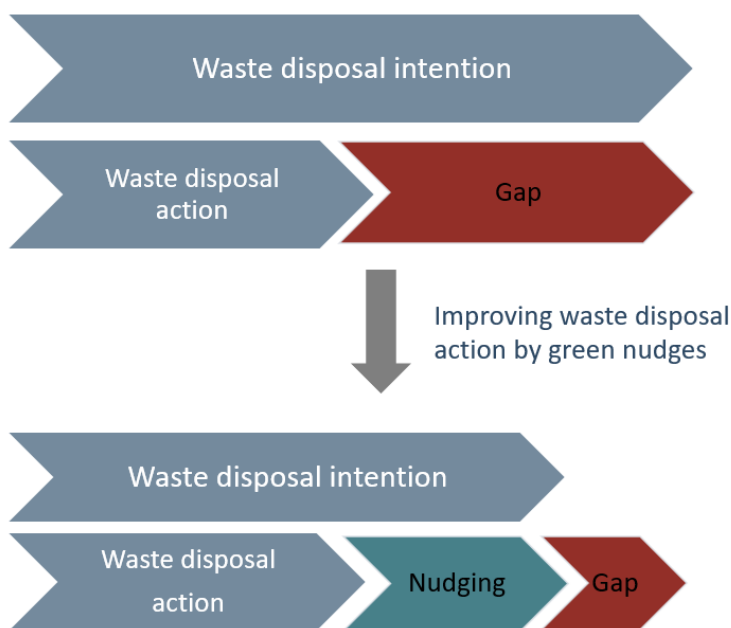 Waste disposal intention
Waste disposal
action
Gap
Improving waste disposal
action by green nudges
Waste disposal intention
Waste disposal
action
Nudging
Gap